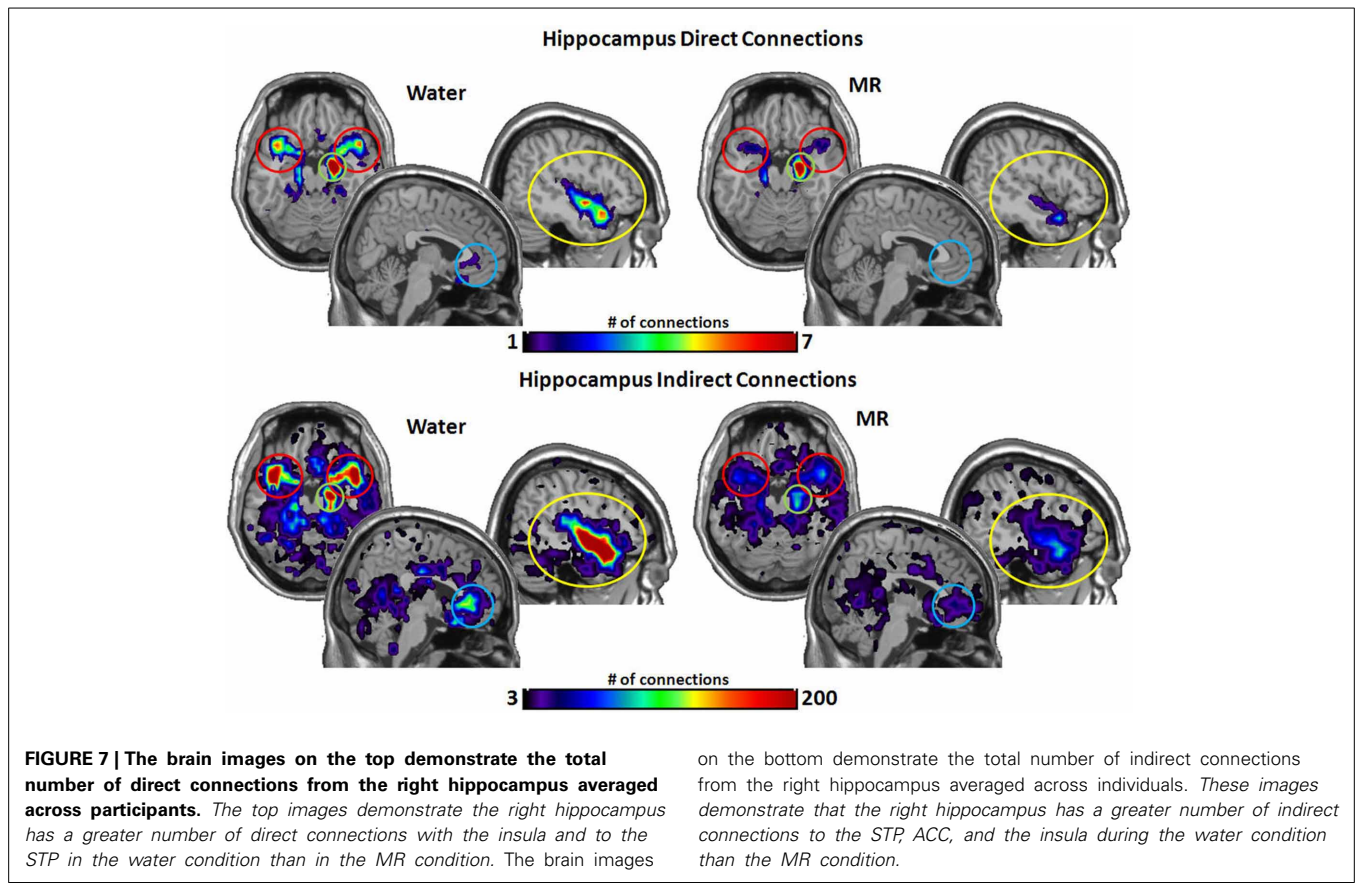 Hippocampus Direct Connections
Water
MR
# of connections
1
7
Hippocampus Indirect Connections
Water
MR
# of connections
3
200
FIGURE 7 | The brain images on the top demonstrate the total
number of direct connections from the right hippocampus averaged
across participants. The top images demonstrate the right hippocampus
has a greater number of direct connections with the insula and to the
STP in the water condition than in the MR condition. The brain images
on the bottom demonstrate the total number of indirect connections
from the right hippocampus averaged across individuals. These images
demonstrate that the right hippocampus has a greater number of indirect
connections to the STP, ACC, and the insula during the water condition
than the MR condition.